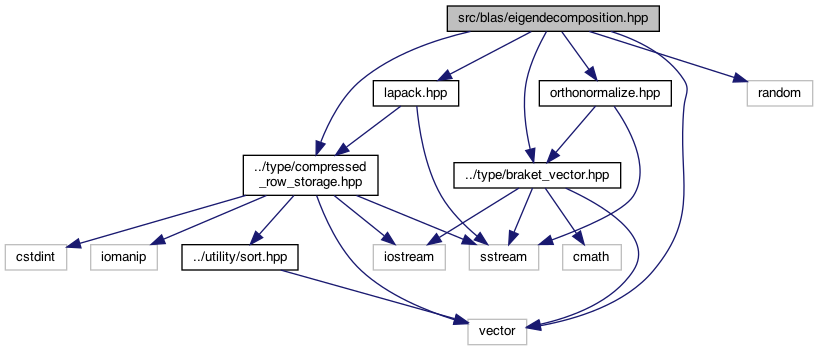 src/blas/eigendecomposition.hpp
lapack.hpp
orthonormalize.hpp
random
../type/compressed
_row_storage.hpp
../type/braket_vector.hpp
cstdint
iomanip
../utility/sort.hpp
iostream
sstream
cmath
vector